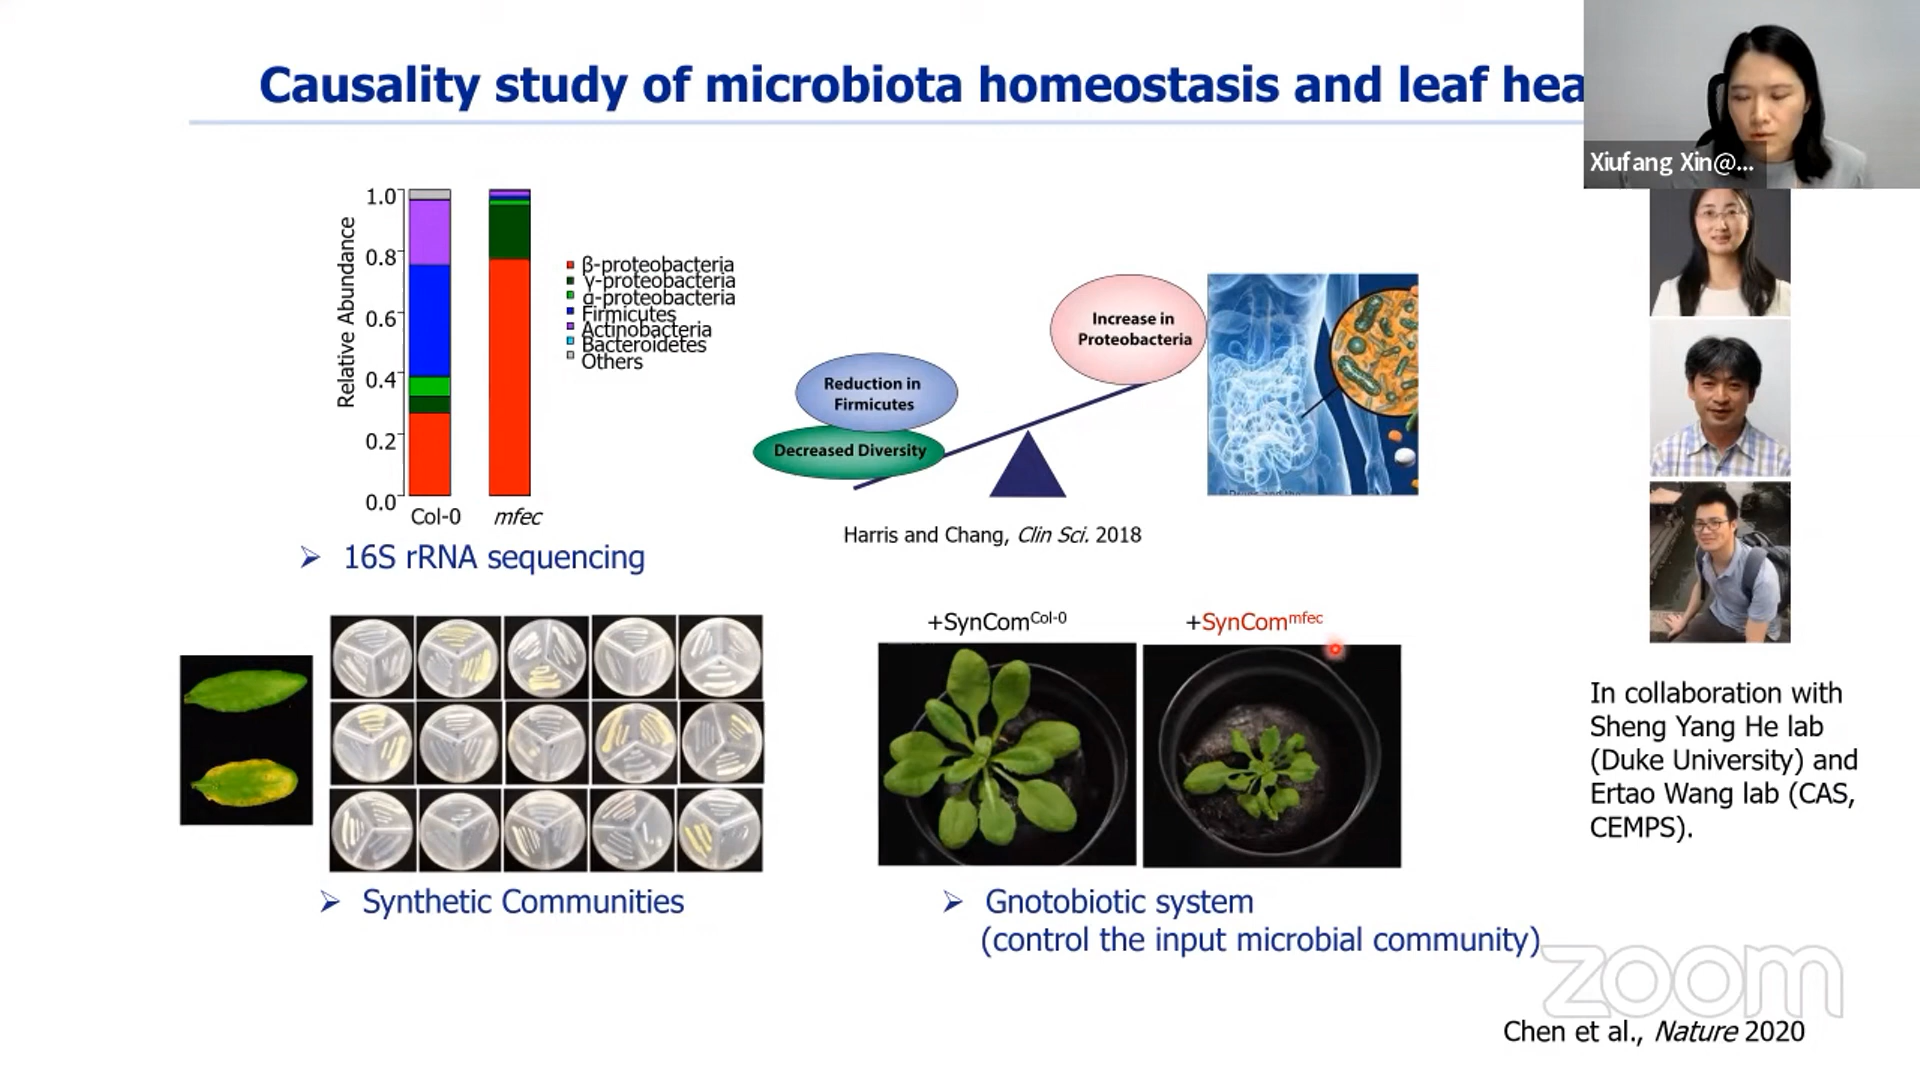 Causality study of microbiota homeostasis and leaf hea
Xiufang Xin@...
Relative Abundance
1.0
0.8
0.6
0.4
0.2
0.0
Col-0 mfec
β-proteobacteria
γ-proteobacteria
α-proteobacteria
Firmicutes
Actinobacteria
Bacteroidetes
Others
➢ 16S rRNA sequencing
Reduction in
Firmicutes
Decreased Diversity
Increase in
Proteobacteria
Harris and Chang, Clin Sci. 2018
➢ Synthetic Communities
+SynComCol-0
+SynCommfec
➢ Gnotobiotic system
(control the input microbial community)
In collaboration with
Sheng Yang He lab
(Duke University) and
Ertao Wang lab (CAS,
CEMPS).
zoom
Chen et al., Nature 2020